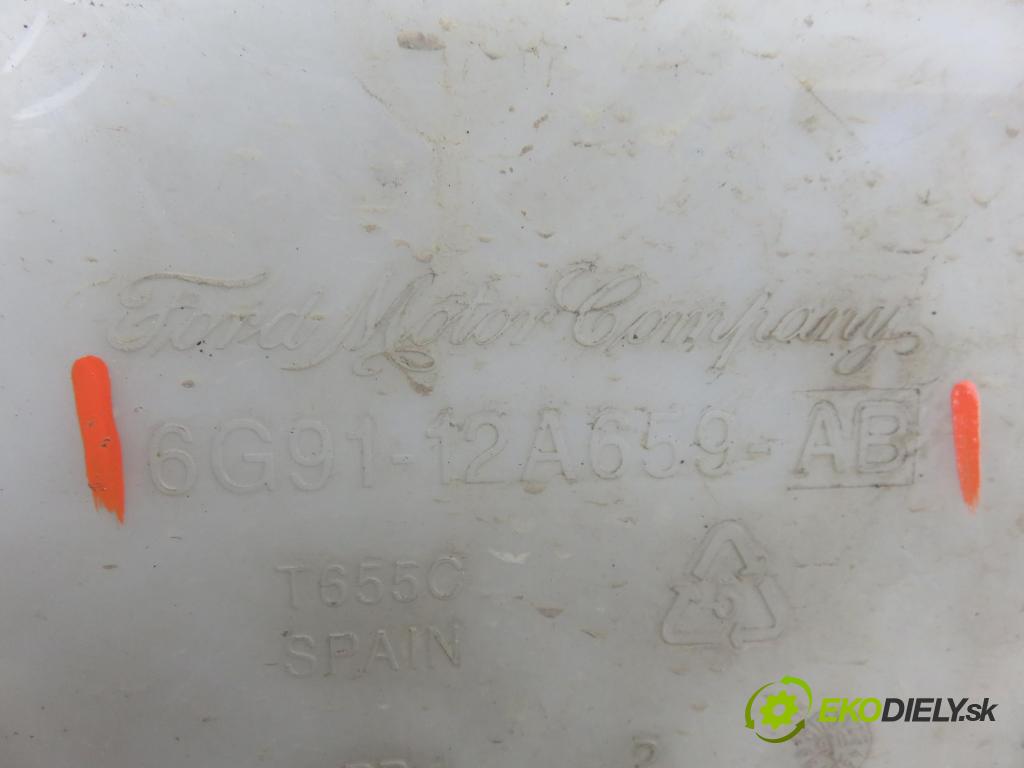 Ford Motor Company
6G91-12A659-AB
T655C
SPAIN
5
EKODIELY.sk